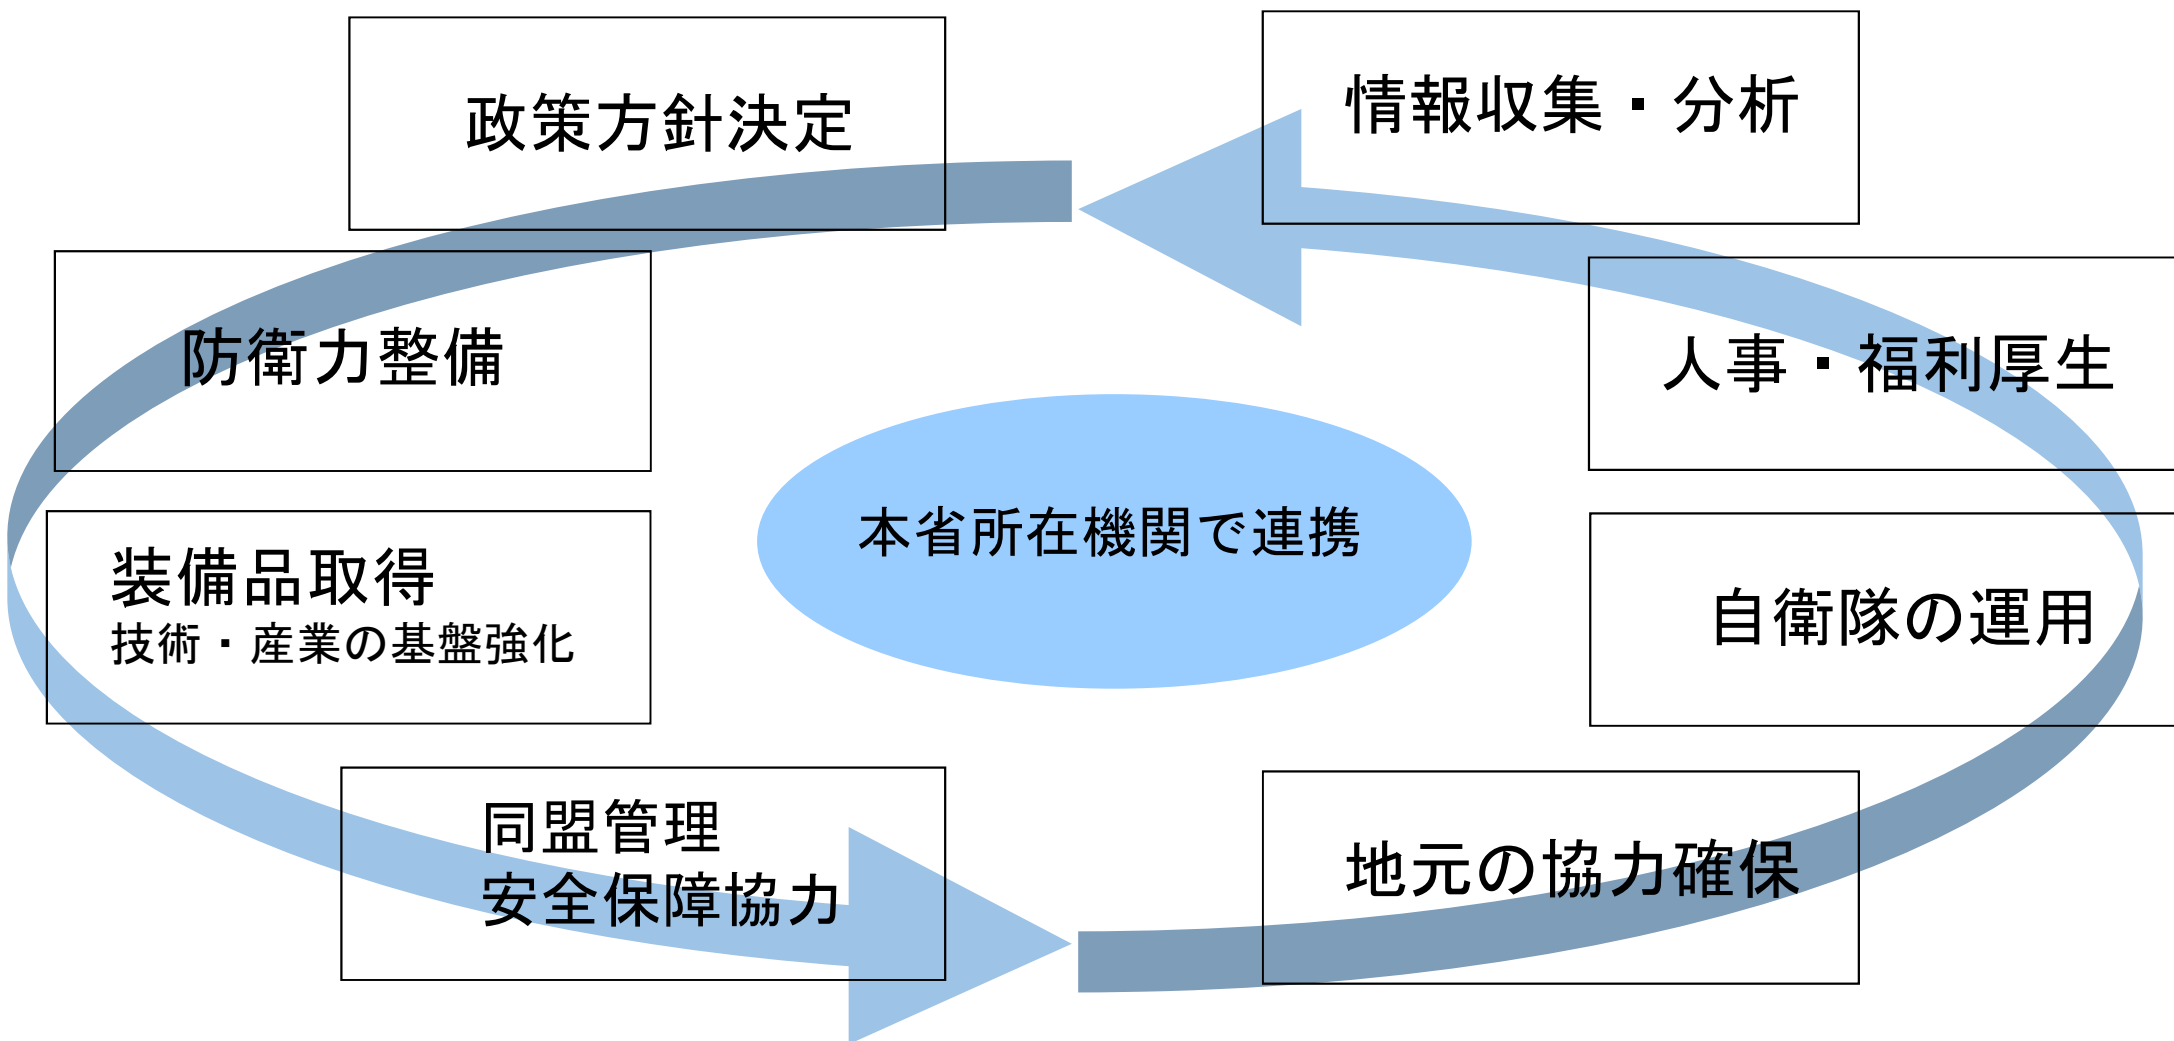 政策方針決定
情報収集・分析
防衛力整備
人事・福利厚生
本省所在機関で連携
装備品取得
技術・産業の基盤強化
自衛隊の運用
同盟管理
安全保障協力
地元の協力確保